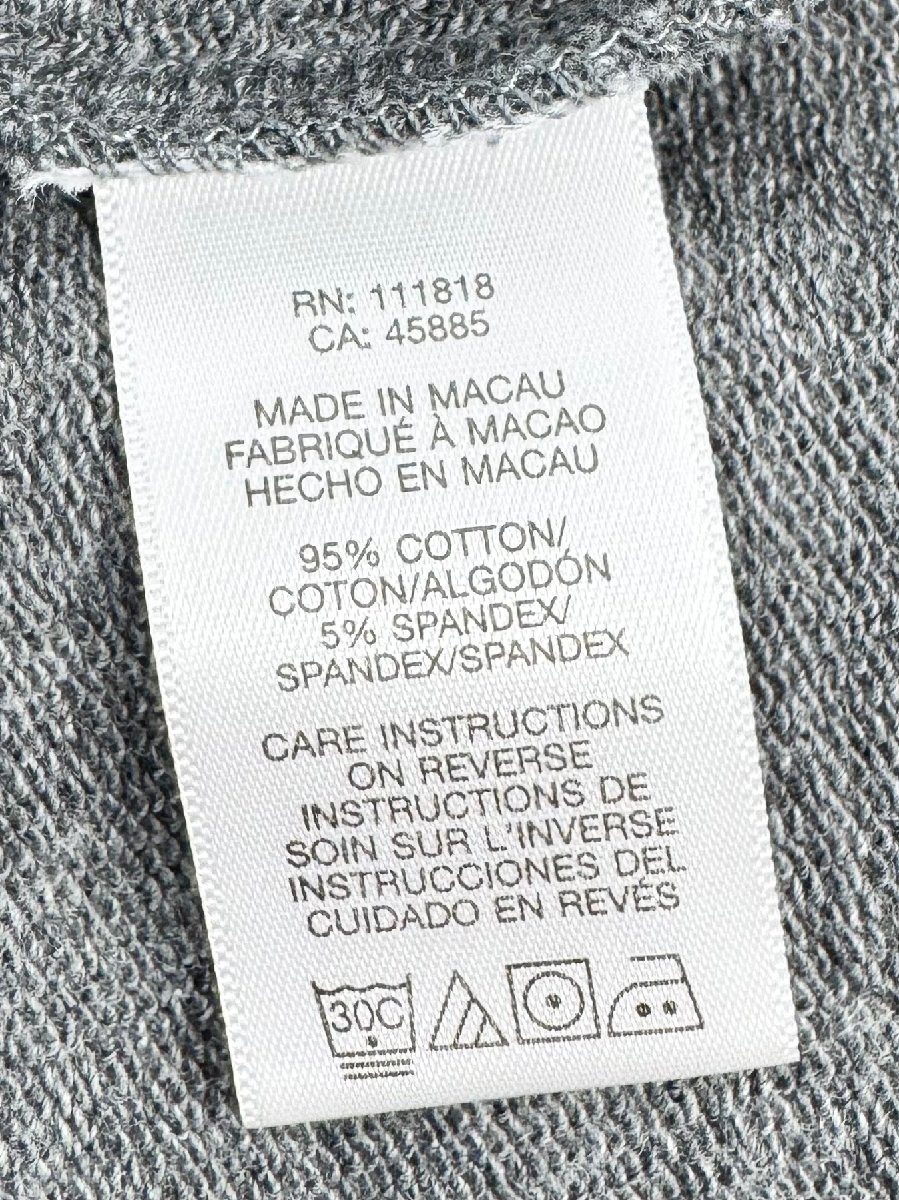 RN: 111818
CA: 45885
MADE IN MACAU
FABRIQUÉ À MACAO
HECHO EN MACAU
95% COTTON/
COTON/ALGODÓN
5% SPANDEX/
SPANDEX/SPANDEX
CARE INSTRUCTIONS
ON REVERSE
INSTRUCTIONS DE
SOIN SUR L'INVERSE
INSTRUCCIONES DEL
CUIDADO EN REVÉS
30C